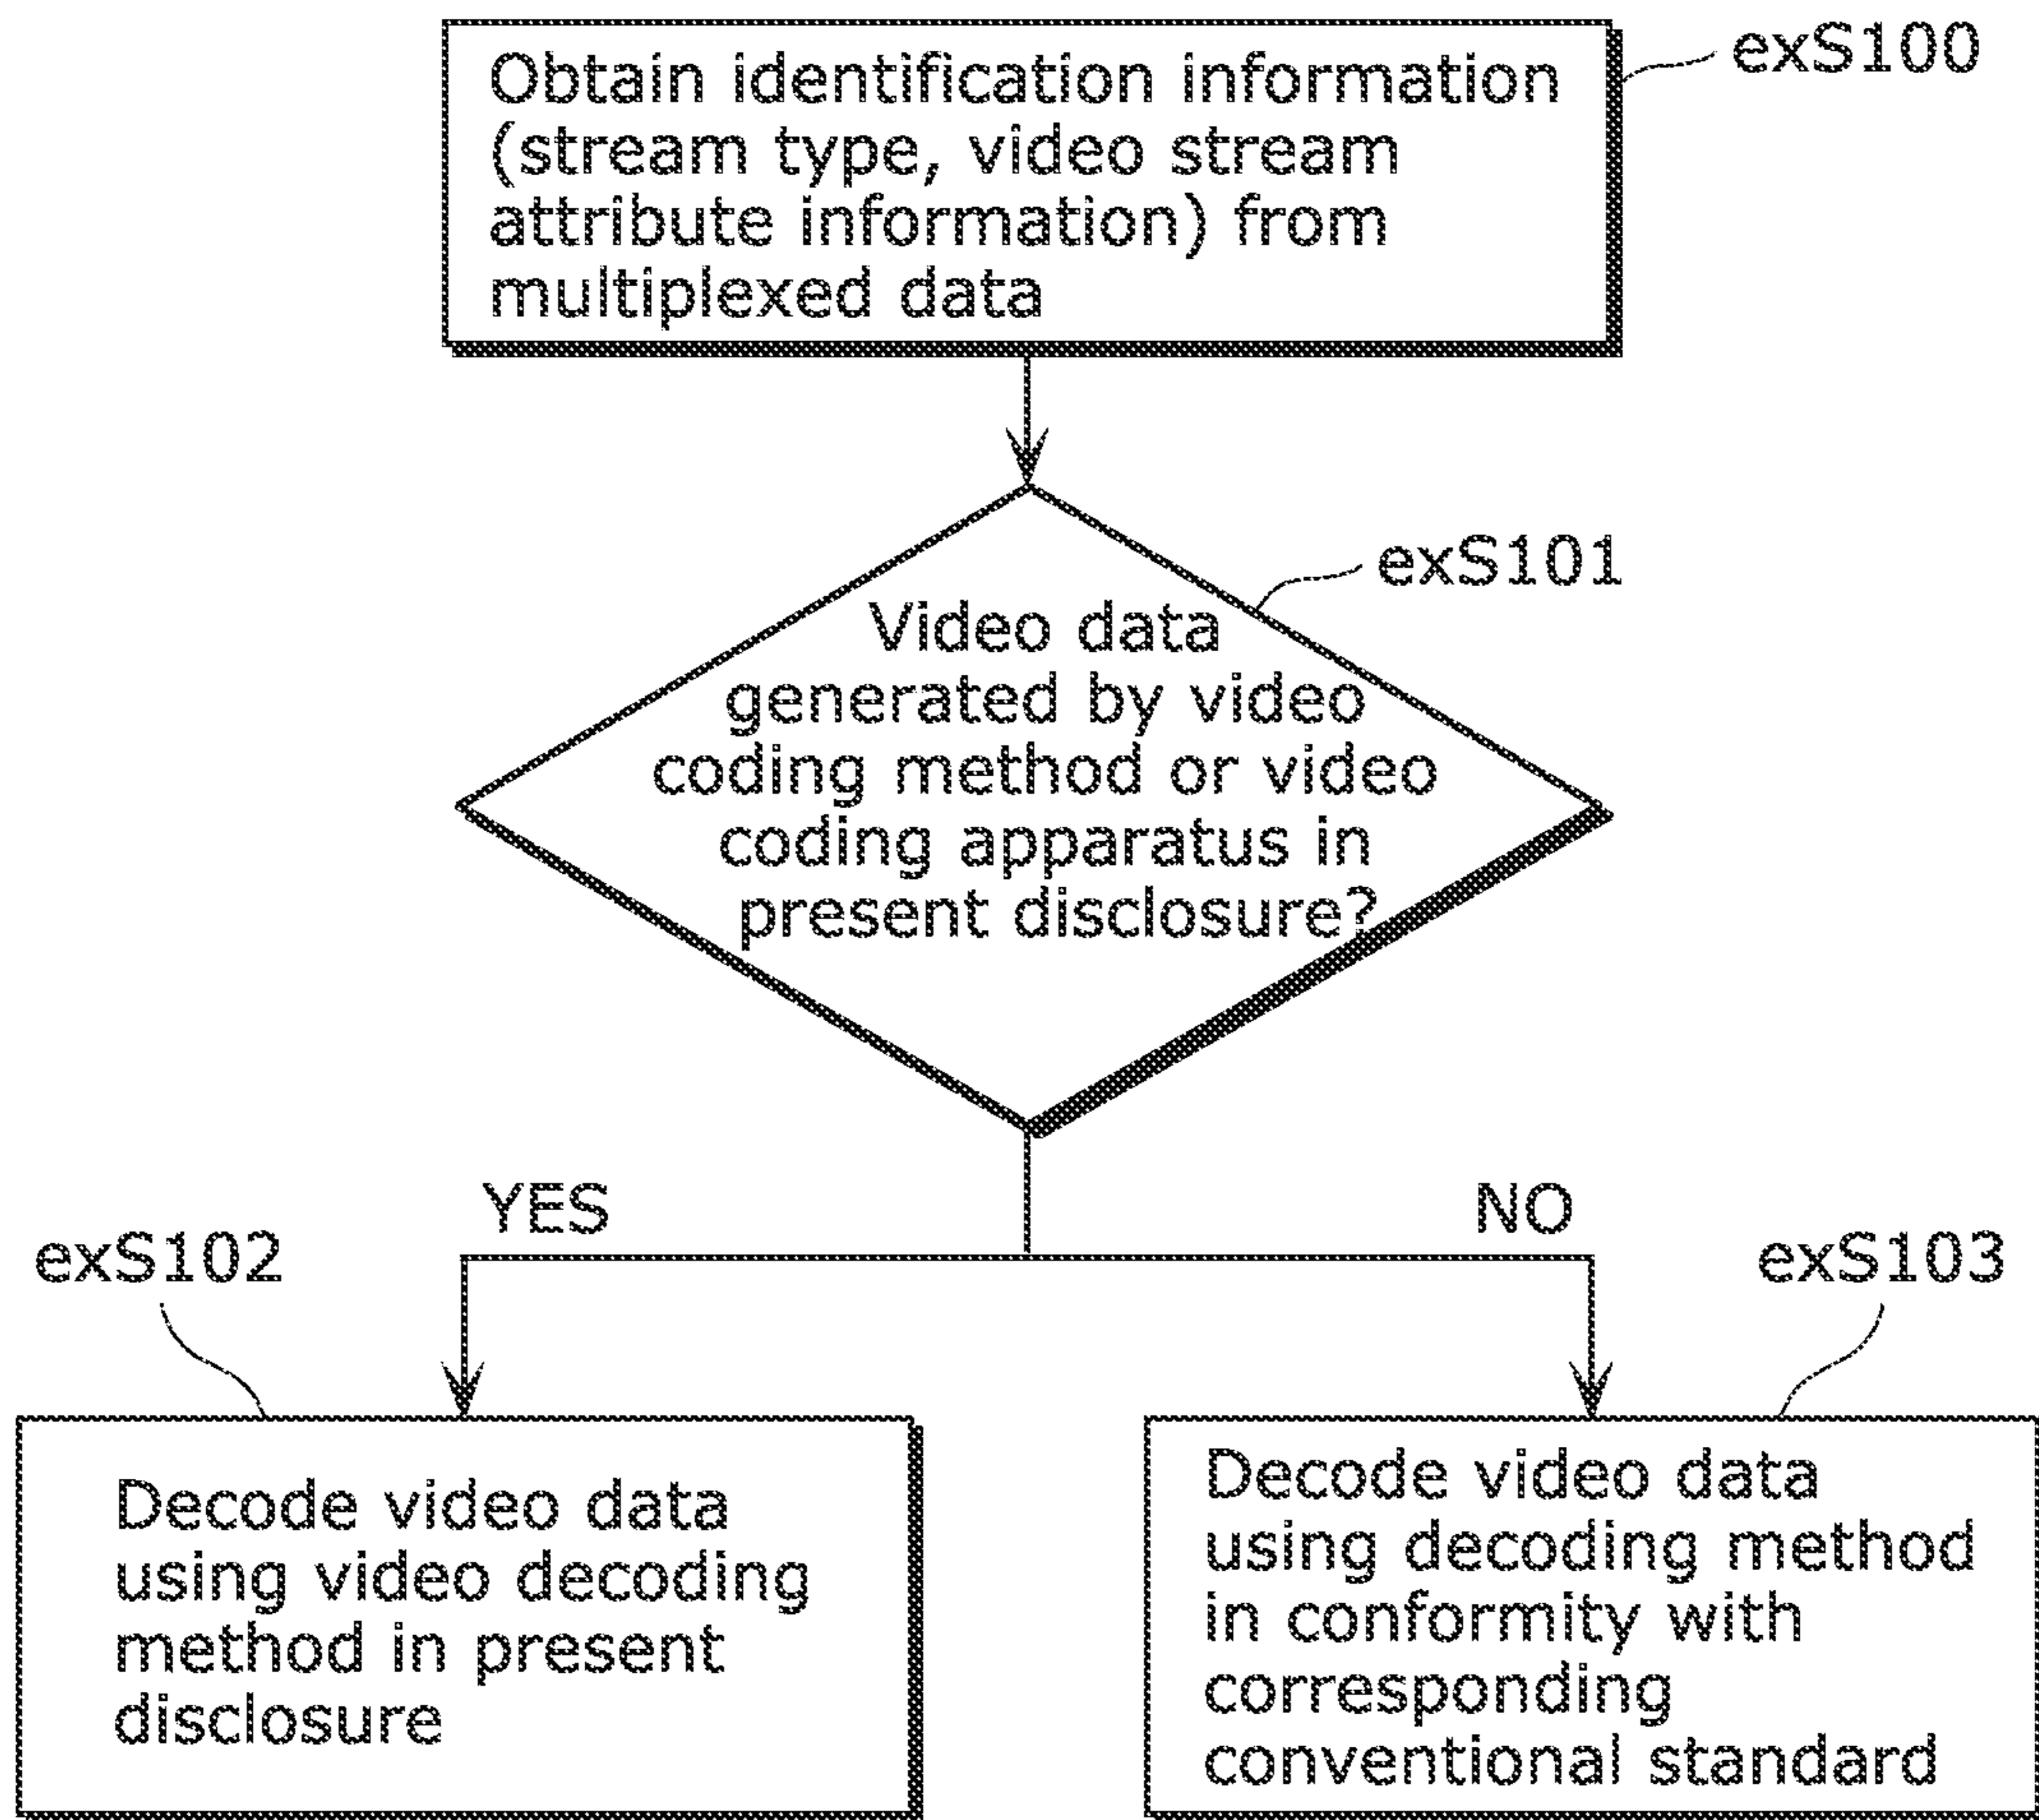 Obtain identification information
(stream type, video stream
attribute information) from
multiplexed data
exS100
exS101
Video data
generated by video
coding method or video
coding apparatus in
present disclosure?
YES
NO
exS102
exS103
Decode video data
using video decoding
method in present
disclosure
Decode video data
using decoding method
in conformity with
corresponding
conventional standard